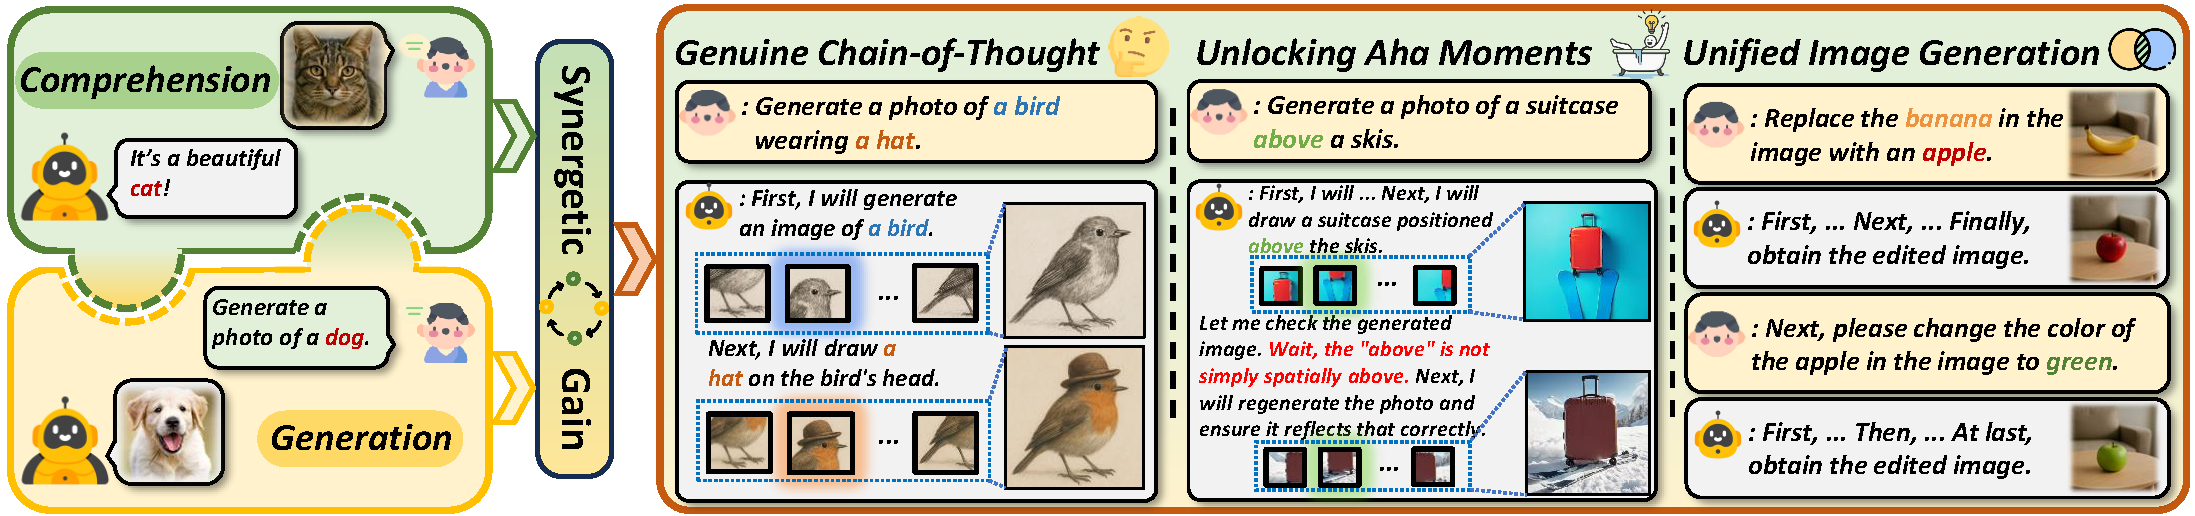 Comprehension
It's a beautiful
cat!
Generate a
photo of a dog.
Generation
Synergetic
Gain
Genuine Chain-of-Thought
: Generate a photo of a bird
wearing a hat.
: First, I will generate
an image of a bird.
...
Next, I will draw a
hat on the bird's head.
...
Unlocking Aha Moments
: Generate a photo of a suitcase
above a skis.
: First, I will ... Next, I will
draw a suitcase positioned
above the skis.
...
Let me check the generated
image. Wait, the "above" is not
simply spatially above. Next, I
will regenerate the photo and
ensure it reflects that correctly.
...
Unified Image Generation
: Replace the banana in the
image with an apple.
: First, ... Next, ... Finally,
obtain the edited image.
: Next, please change the color of
the apple in the image to green.
: First, ... Then, ... At last,
obtain the edited image.